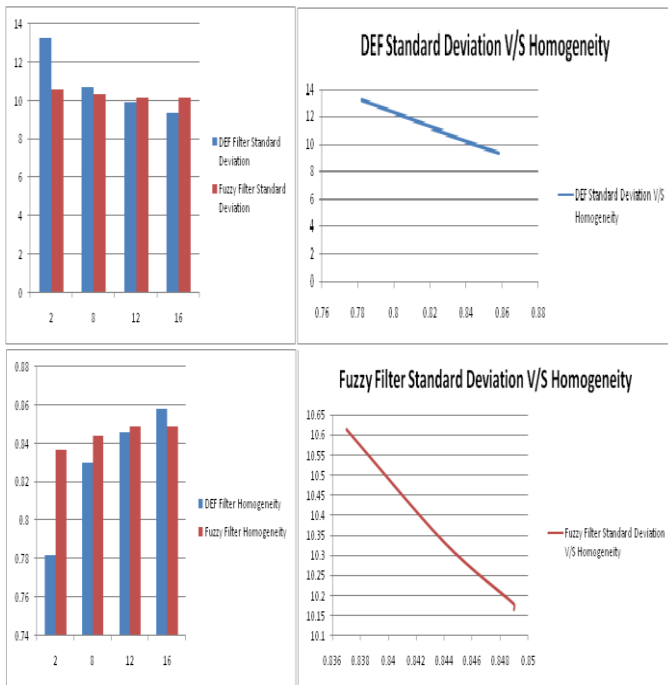 14
12
10
8
6
4
2
0
2 8 12 16
DEF Filter Standard
Deviation
Fuzzy Filter Standard
Deviation
DEF Standard Deviation V/S Homogeneity
14
12
10
8
6
4
2
0
0.76 0.78 0.8 0.82 0.84 0.86 0.88
DEF Standard Deviation V/S
Homogeneity
0.88
0.86
0.84
0.82
0.8
0.78
0.76
0.74
2 8 12 16
DEF Filter Homogeneity
Fuzzy Filter Homogeneity
Fuzzy Filter Standard Deviation V/S Homogeneity
10.65
10.6
10.55
10.5
10.45
10.4
10.35
10.3
10.25
10.2
10.15
10.1
0.836 0.838 0.84 0.842 0.844 0.846 0.848 0.85
Fuzzy Filter Standard Deviation
V/S Homogeneity